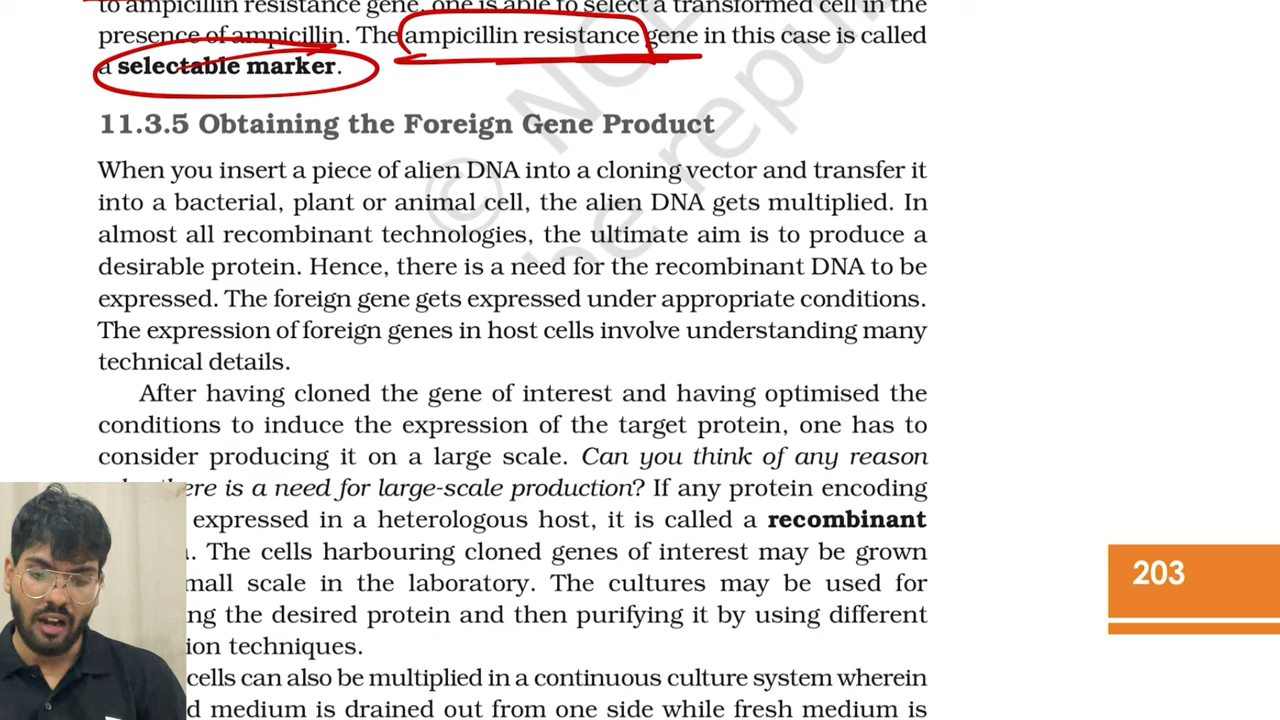 to ampicillin resistance gene, one is able to select a transformed cell in the
presence of ampicillin. The ampicillin resistance gene in this case is called
a selectable marker.
11.3.5 Obtaining the Foreign Gene Product
When you insert a piece of alien DNA into a cloning vector and transfer it
into a bacterial, plant or animal cell, the alien DNA gets multiplied. In
almost all recombinant technologies, the ultimate aim is to produce a
desirable protein. Hence, there is a need for the recombinant DNA to be
expressed. The foreign gene gets expressed under appropriate conditions.
The expression of foreign genes in host cells involve understanding many
technical details.
After having cloned the gene of interest and having optimised the
conditions to induce the expression of the target protein, one has to
consider producing it on a large scale. Can you think of any reason
there is a need for large-scale production? If any protein encoding
expressed in a heterologous host, it is called a recombinant
. The cells harbouring cloned genes of interest may be grown
mall scale in the laboratory. The cultures may be used for
ng the desired protein and then purifying it by using different
ion techniques.
cells can also be multiplied in a continuous culture system wherein
d medium is drained out from one side while fresh medium is
203
© NC
be repu